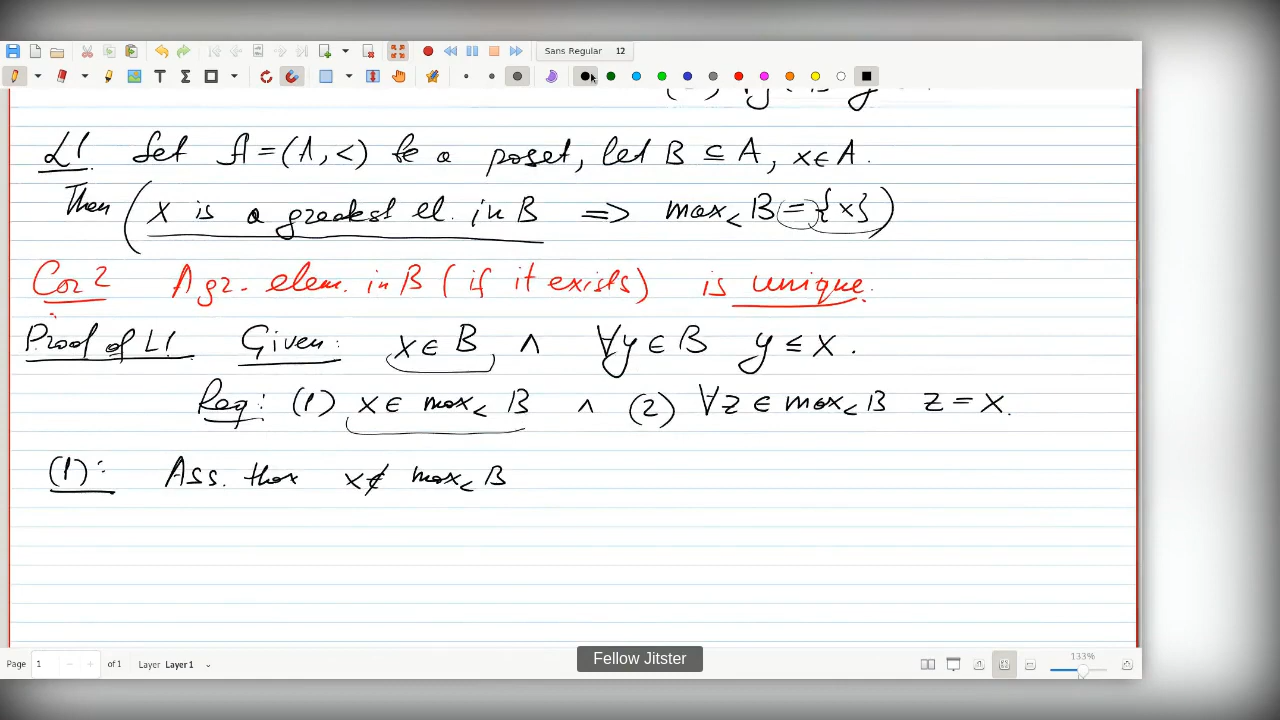 Sans Regular 12
L1. Let 𝔸 = (A, <) be a poset, let B ⊆ A, x ∈ A.
Then (x is a greatest el. in B ⟹ max< B = {x})
Cor 2 A gr. elem. in B (if it exists) is unique.
Proof of L1 Given: x ∈ B ∧ ∀y ∈ B y ≤ x.
Req: (1) x ∈ max< B ∧ (2) ∀z ∈ max< B z = x.
(1): Ass. that x ∉ max< B
Fellow Jitster
Page 1 of 1 Layer Layer 1 133%